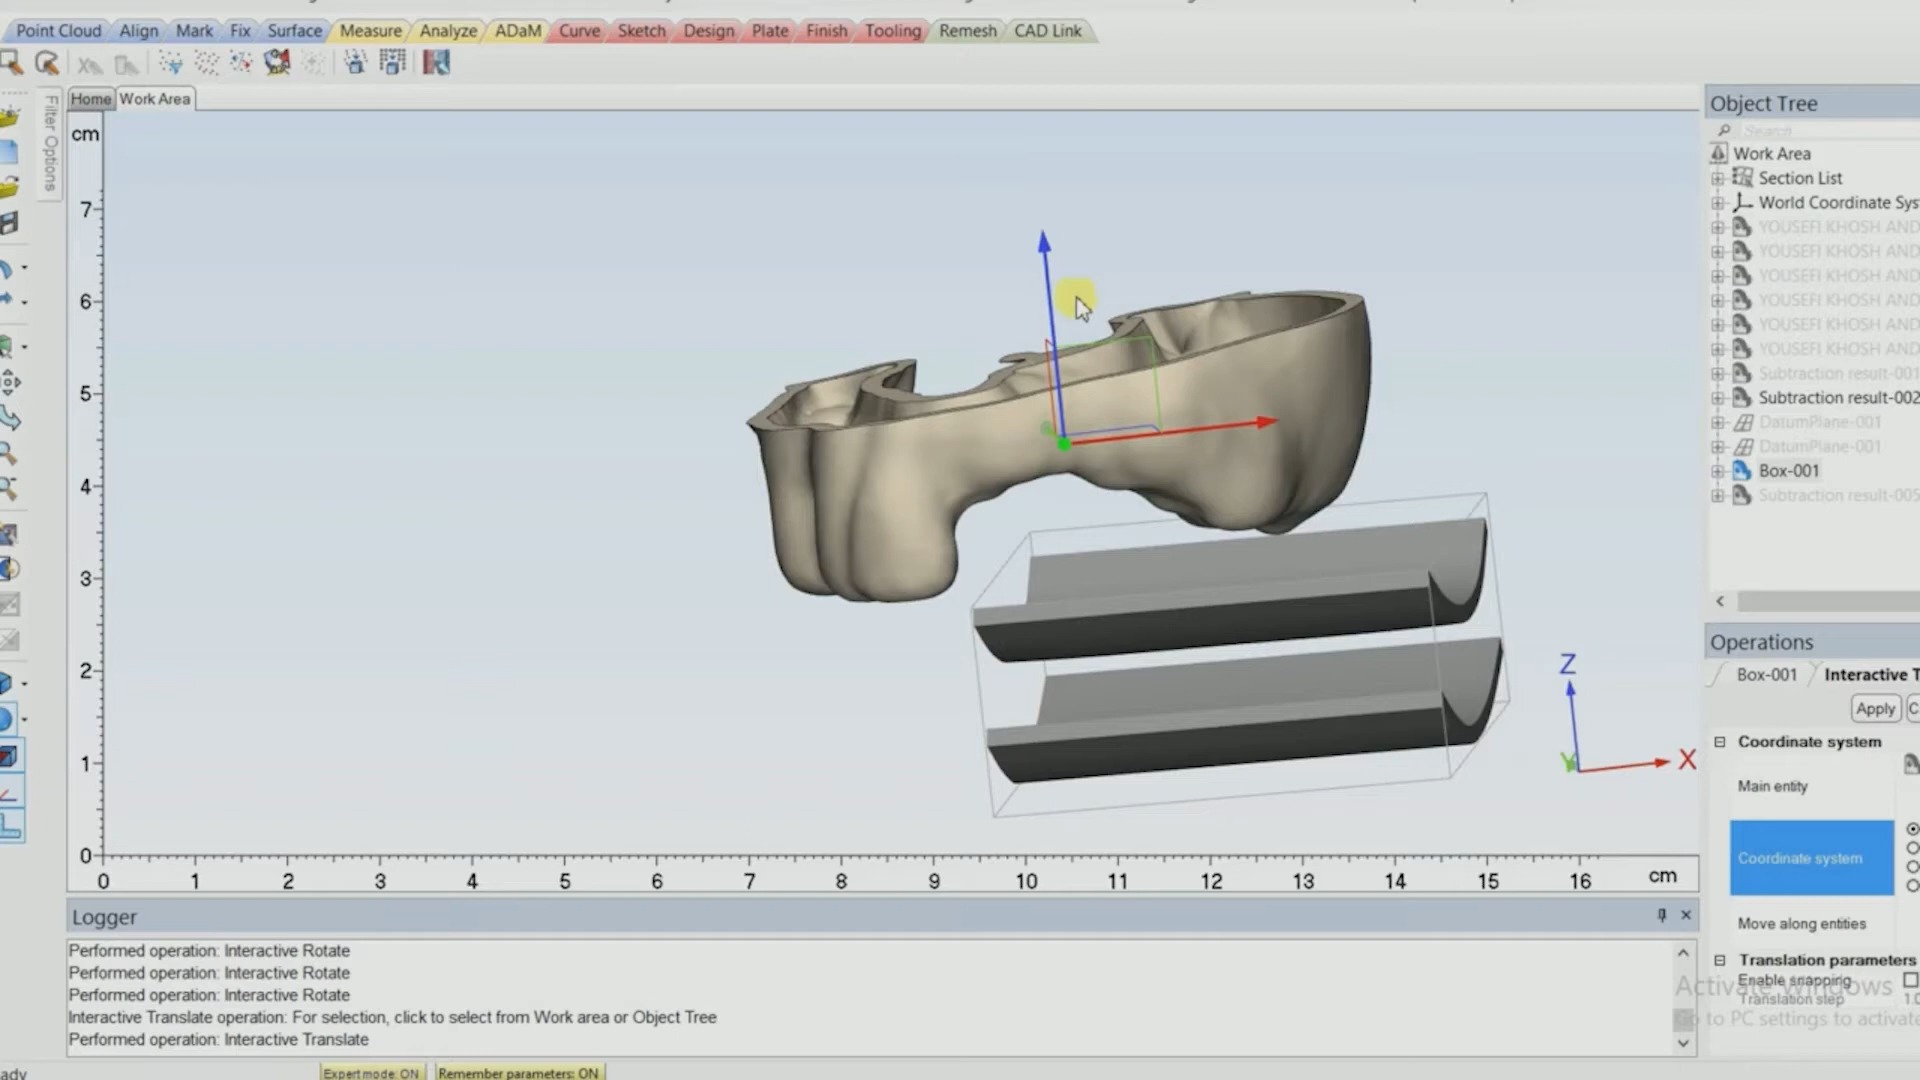 Point Cloud Align Mark Fix Surface Measure Analyze ADaM Curve Sketch Design Plate Finish Tooling Remesh CAD Link
Home Work Area
Filter Options
cm
7
6
5
4
3
2
1
0
0 1 2 3 4 5 6 7 8 9 10 11 12 13 14 15 16 cm
Z
Y
X
Object Tree
Search
Work Area
Section List
World Coordinate Sys
YOUSEFI KHOSH AND
YOUSEFI KHOSH AND
YOUSEFI KHOSH AND
YOUSEFI KHOSH AND
YOUSEFI KHOSH AND
YOUSEFI KHOSH AND
Subtraction result-001
Subtraction result-002
DatumPlane-001
DatumPlane-001
Box-001
Subtraction result-005
Operations
Box-001 Interactive T
Apply C
Coordinate system
Main entity
Coordinate system
Move along entities
Translation parameters
Enable snapping
Translation step 1.0
Activate Windows
Go to PC settings to activate
Logger
Performed operation: Interactive Rotate
Performed operation: Interactive Rotate
Performed operation: Interactive Rotate
Interactive Translate operation: For selection, click to select from Work area or Object Tree
Performed operation: Interactive Translate
ady Expert mode: ON Remember parameters: ON